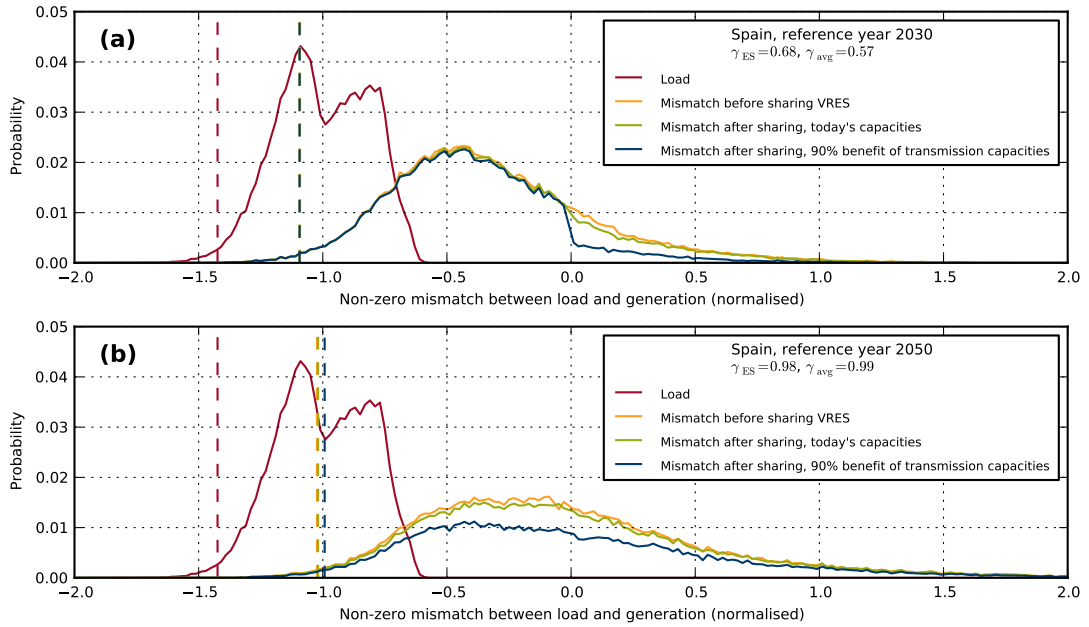 0.05
0.04
0.03
0.02
0.01
0.00
Probability
(a)
Spain, reference year 2030
γ ES =0.68, γ avg =0.57
Load
Mismatch before sharing VRES
Mismatch after sharing, today's capacities
Mismatch after sharing, 90% benefit of transmission capacities
−2.0 −1.5 −1.0 −0.5 0.0 0.5 1.0 1.5 2.0
Non-zero mismatch between load and generation (normalised)
0.05
0.04
0.03
0.02
0.01
0.00
Probability
(b)
Spain, reference year 2050
γ ES =0.98, γ avg =0.99
Load
Mismatch before sharing VRES
Mismatch after sharing, today's capacities
Mismatch after sharing, 90% benefit of transmission capacities
−2.0 −1.5 −1.0 −0.5 0.0 0.5 1.0 1.5 2.0
Non-zero mismatch between load and generation (normalised)